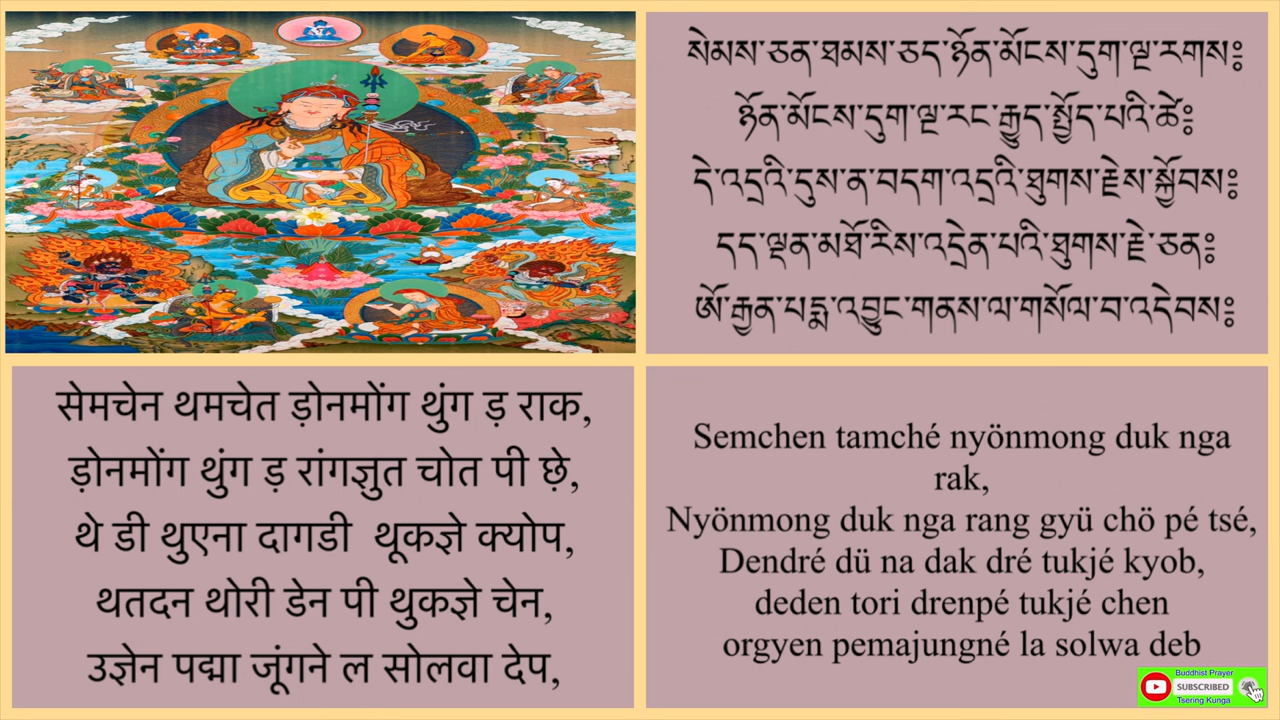 སེམས་ཅན་ཐམས་ཅད་ཉོན་མོངས་དུག་ལྔ་རགས༔
ཉོན་མོངས་དུག་ལྔ་རང་རྒྱུད་སྤྱོད་པའི་ཚེ༔
དེ་འདྲའི་དུས་ན་བདག་འདྲའི་ཐུགས་རྗེས་སྐྱོབས༔
དད་ལྡན་མཐོ་རིས་འདྲེན་པའི་ཐུགས་རྗེ་ཅན༔
ཨོ་རྒྱན་པདྨ་འབྱུང་གནས་ལ་གསོལ་བ་འདེབས༔
सेमचेन थमचेत ड़ोनमोंग थुंग ड़ राक,
ड़ोनमोंग थुंग ड़ रांगज्ञुत चोत पी छ़े,
थे डी थुएना दागडी थूकज्ञे क्योप,
थतदन थोरी डेन पी थुकज्ञे चेन,
उज्ञेन पद्मा जूंगने ल सोलवा देप,
Semchen tamché nyönmong duk nga
rak,
Nyönmong duk nga rang gyü chö pé tsé,
Dendré dü na dak dré tukjé kyob,
deden tori drenpé tukjé chen
orgyen pemajungné la solwa deb
Buddhist Prayer
SUBSCRIBED
Tsering Kunga